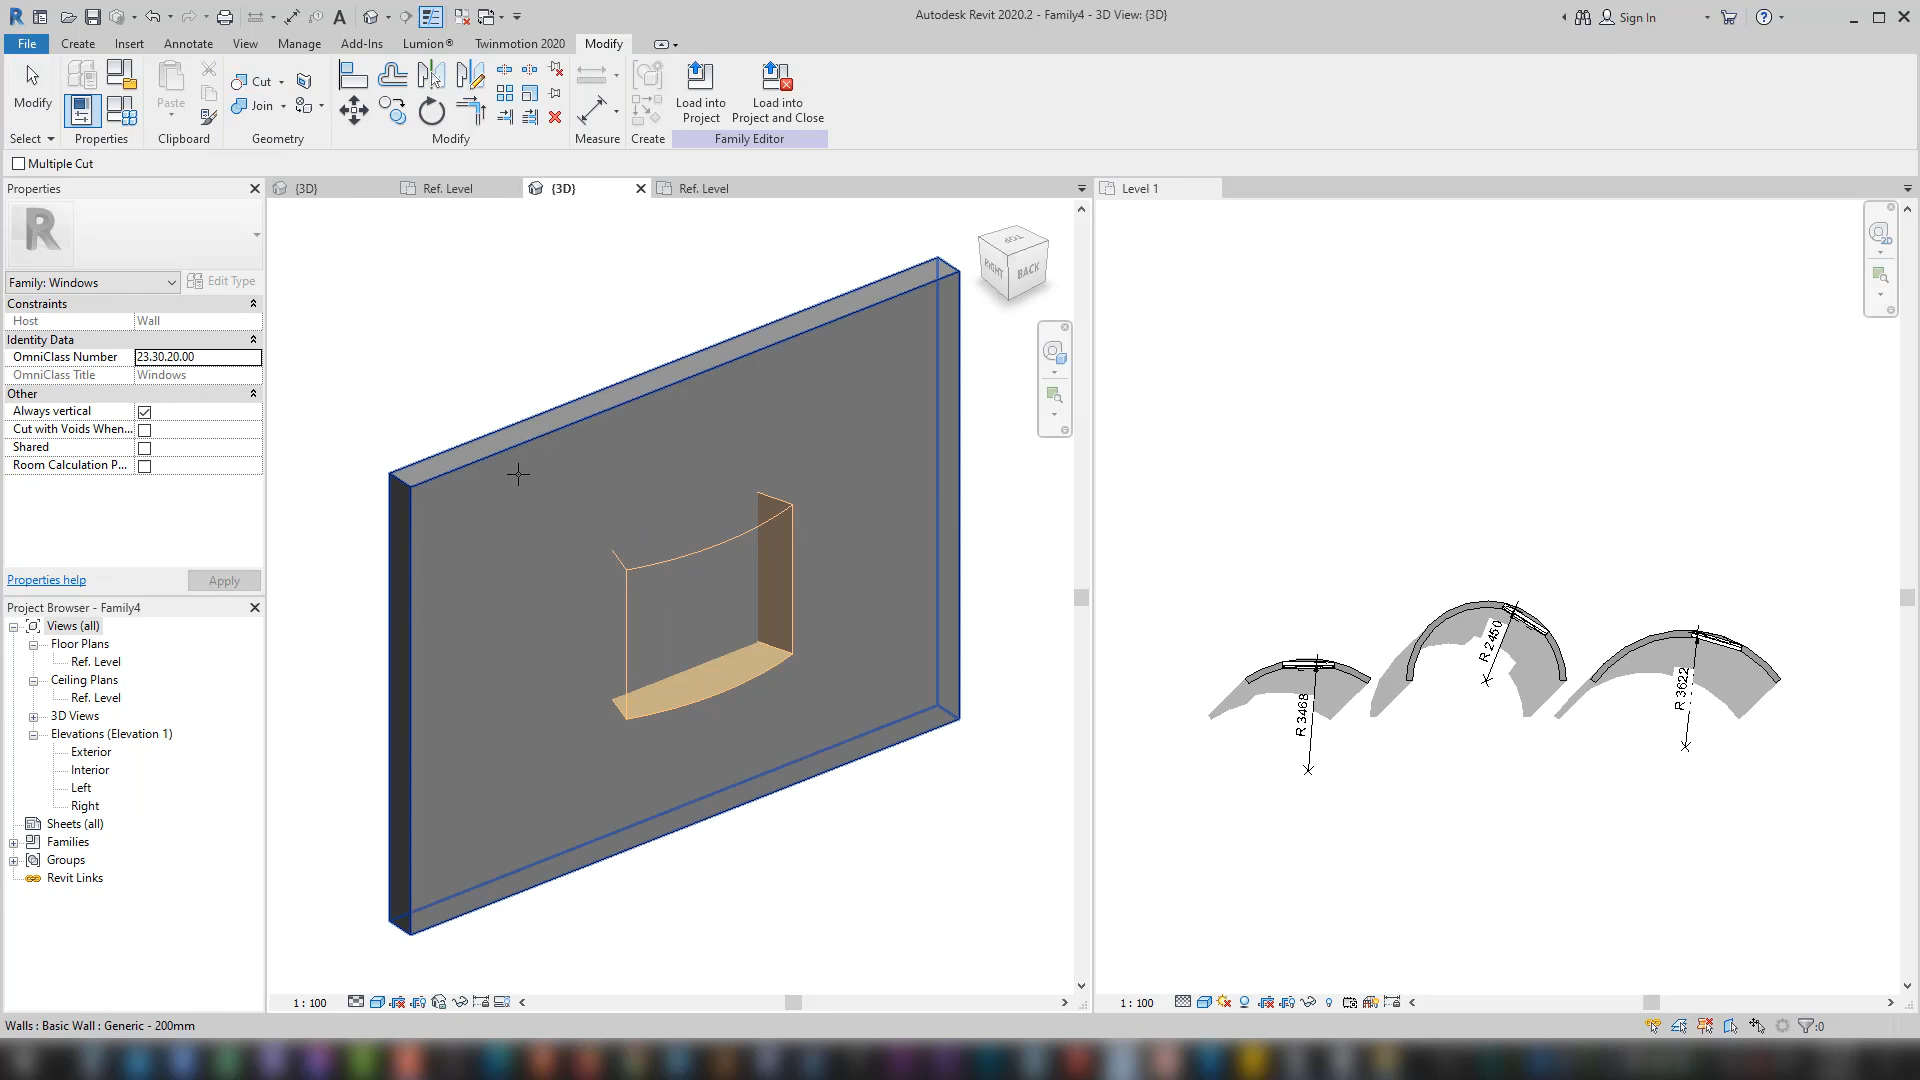 Autodesk Revit 2020.2 - Family4 - 3D View: {3D}
Sign In
File Create Insert Annotate View Manage Add-Ins Lumion® Twinmotion 2020 Modify
Modify
Paste
Cut
Join
Load into Project
Load into Project and Close
Select Properties Clipboard Geometry Modify Measure Create Family Editor
Multiple Cut
Properties
{3D}
Ref. Level
{3D}
Ref. Level
Level 1
R
Family: Windows
Edit Type
Constraints
Host Wall
Identity Data
OmniClass Number 23.30.20.00
OmniClass Title Windows
Other
Always vertical
Cut with Voids When...
Shared
Room Calculation P...
Properties help
Apply
Project Browser - Family4
Views (all)
Floor Plans
Ref. Level
Ceiling Plans
Ref. Level
3D Views
Elevations (Elevation 1)
Exterior
Interior
Left
Right
Sheets (all)
Families
Groups
Revit Links
TOP
RIGHT
BACK
2D
R 3468
R 2450
R 3622
1 : 100
1 : 100
Walls : Basic Wall : Generic - 200mm
:0